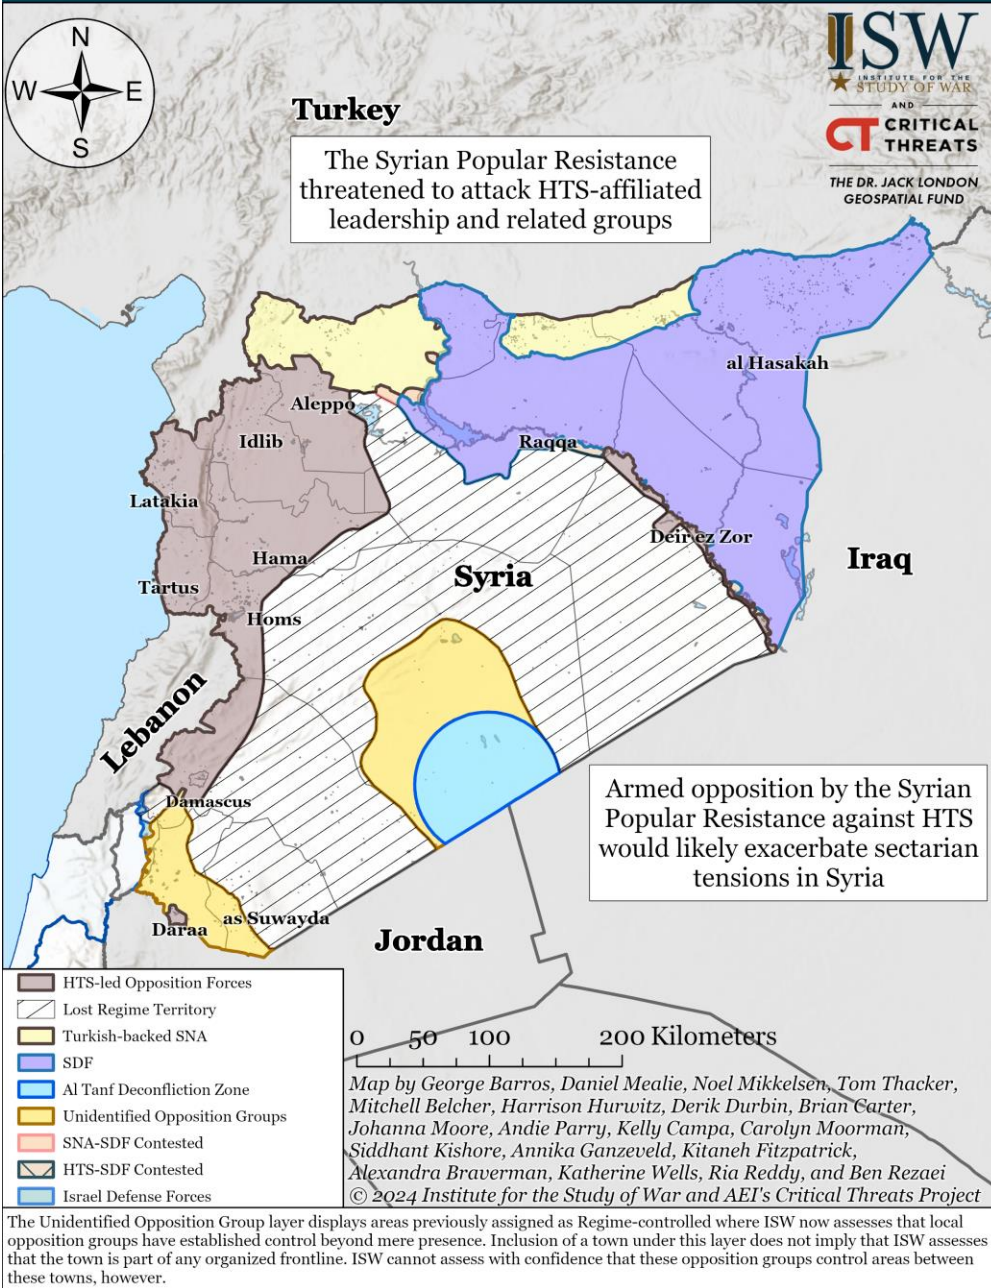 N
W
E
S
ISW
INSTITUTE FOR THE
STUDY OF WAR
AND
CT CRITICAL
THREATS
THE DR. JACK LONDON
GEOSPATIAL FUND
Turkey
The Syrian Popular Resistance
threatened to attack HTS-affiliated
leadership and related groups
al Hasakah
Aleppo
Idlib
Raqqa
Latakia
Deir ez Zor
Hama
Iraq
Syria
Tartus
Homs
Lebanon
Damascus
Armed opposition by the Syrian
Popular Resistance against HTS
would likely exacerbate sectarian
tensions in Syria
as Suwayda
Daraa
Jordan
HTS-led Opposition Forces
Lost Regime Territory
Turkish-backed SNA
SDF
Al Tanf Deconfliction Zone
Unidentified Opposition Groups
SNA-SDF Contested
HTS-SDF Contested
Israel Defense Forces
0 50 100 200 Kilometers
Map by George Barros, Daniel Mealie, Noel Mikkelsen, Tom Thacker,
Mitchell Belcher, Harrison Hurwitz, Derik Durbin, Brian Carter,
Johanna Moore, Andie Parry, Kelly Campa, Carolyn Moorman,
Siddhant Kishore, Annika Ganzeveld, Kitaneh Fitzpatrick,
Alexandra Braverman, Katherine Wells, Ria Reddy, and Ben Rezaei
© 2024 Institute for the Study of War and AEI's Critical Threats Project
The Unidentified Opposition Group layer displays areas previously assigned as Regime-controlled where ISW now assesses that local
opposition groups have established control beyond mere presence. Inclusion of a town under this layer does not imply that ISW assesses
that the town is part of any organized frontline. ISW cannot assess with confidence that these opposition groups control areas between
these towns, however.